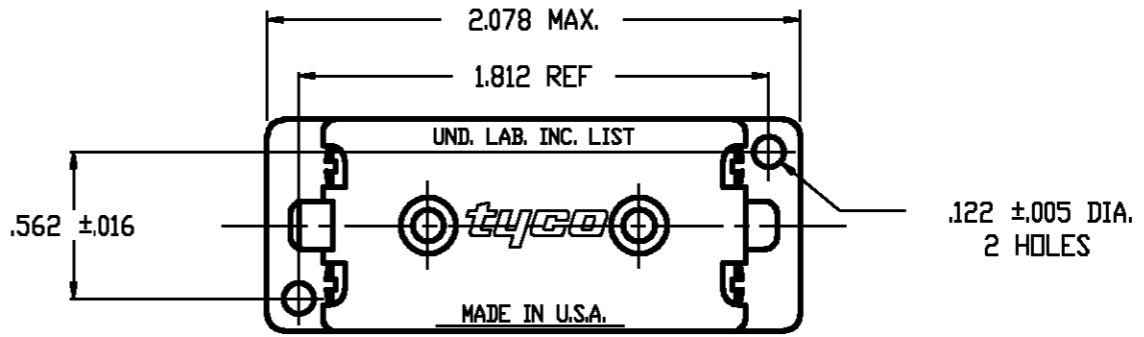 2.078 MAX.
1.812 REF
UND. LAB. INC. LIST
.562 ±.016
tyco
.122 ±.005 DIA.
2 HOLES
MADE IN U.S.A.